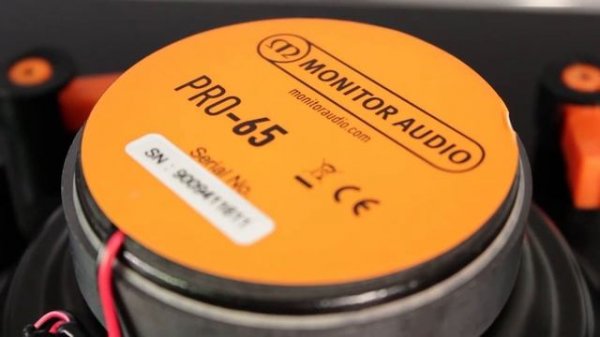 MONITOR AUDIO
monitoraudio.com
PRO-65
Serial No.
SN : 9009411611
CE